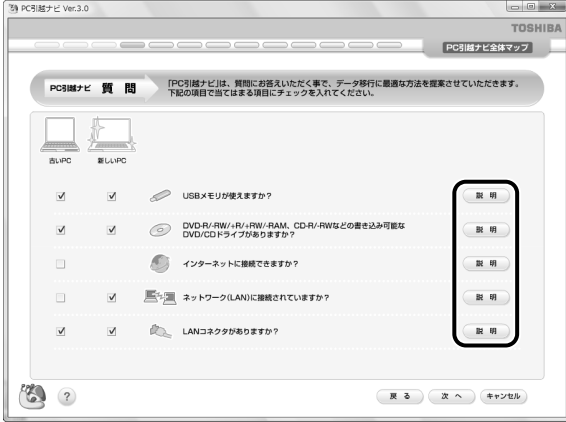 PC引越ナビ Ver.3.0
TOSHIBA
PC引越ナビ全体マップ
PC引越ナビ 質 問
「PC引越ナビ」は、質問にお答えいただく事で、データ移行に最適な方法を提案させていただきます。
下記の項目で当てはまる項目にチェックを入れてください。
古いPC 新しいPC
USBメモリが使えますか？ 説 明
DVD-R/-RW/+R/+RW/-RAM、CD-R/-RWなどの書き込み可能な
DVD/CDドライブがありますか？ 説 明
インターネットに接続できますか？ 説 明
ネットワーク(LAN)に接続されていますか？ 説 明
LANコネクタがありますか？ 説 明
? 戻 る 次 へ キャンセル